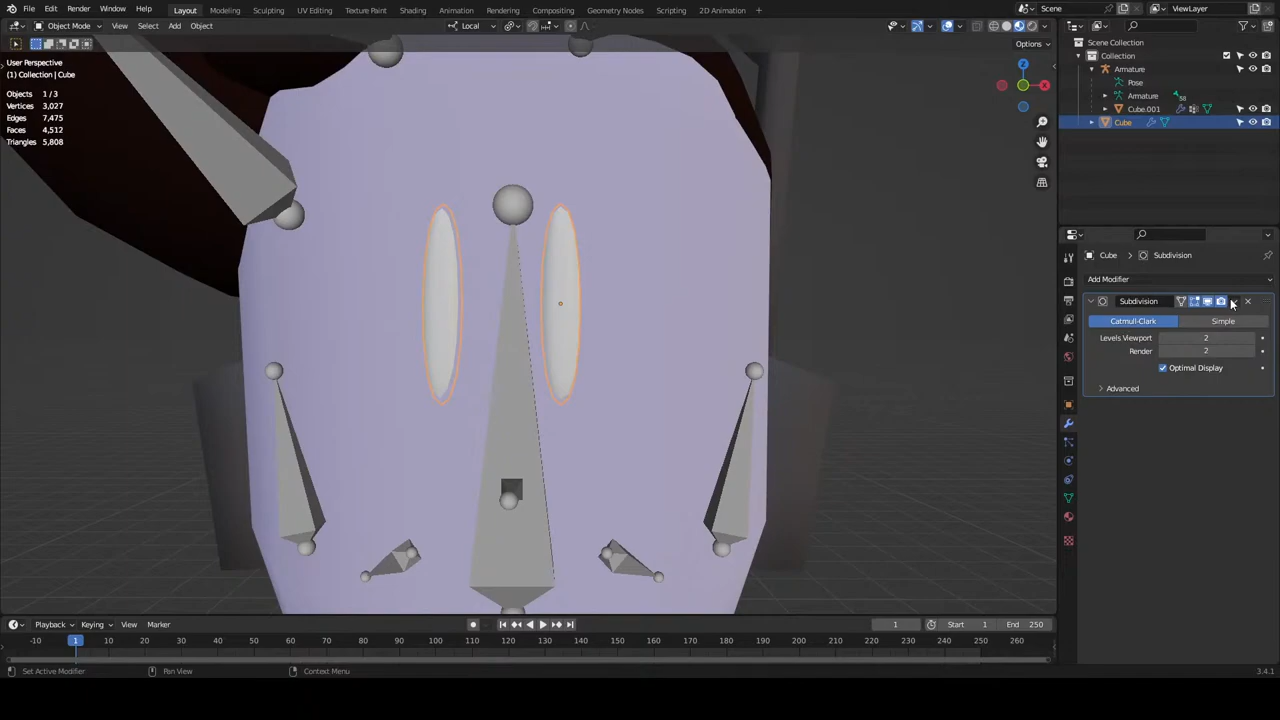 File Edit Render Window Help Layout Modeling Sculpting UV Editing Texture Paint Shading Animation Rendering Compositing Geometry Nodes Scripting 2D Animation Scene ViewLayer
Object Mode View Select Add Object Local
Options
User Perspective
(1) Collection | Cube
Objects 1/3
Vertices 3,027
Edges 7,475
Faces 4,512
Triangles 5,808
X
Scene Collection
Collection
Armature
Pose
Armature 58
Cube.001
Cube
Cube > Subdivision
Add Modifier
Subdivision
Catmull-Clark Simple
Levels Viewport 2
Render 2
Optimal Display
Advanced
Playback Keying View Marker 1 Start 1 End 250
-10 1 10 20 30 40 50 60 70 80 90 100 110 120 130 140 150 160 170 180 190 200 210 220 230 240 250 260
Set Active Modifier Pan View Context Menu 3.4.1